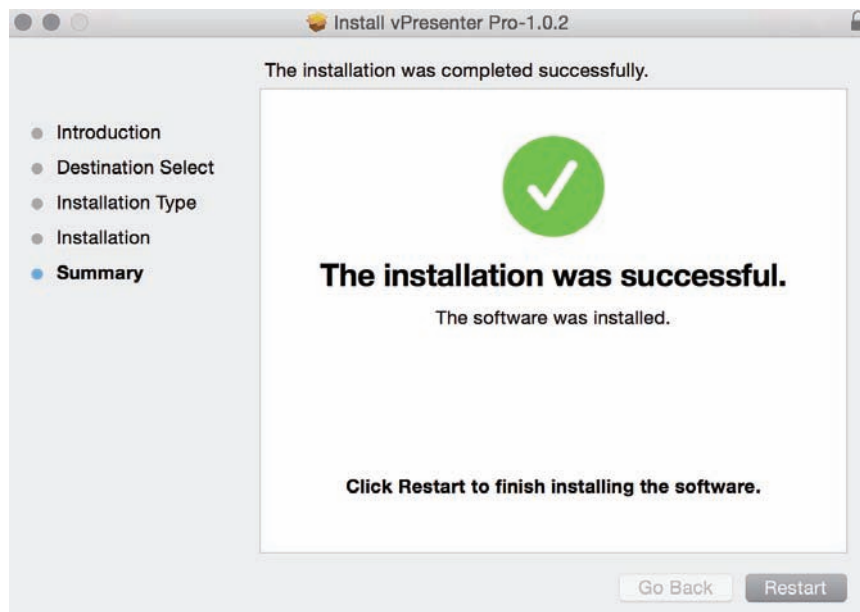 Install vPresenter Pro-1.0.2
The installation was completed successfully.
Introduction
Destination Select
Installation Type
Installation
Summary
The installation was successful.
The software was installed.
Click Restart to finish installing the software.
Go Back
Restart